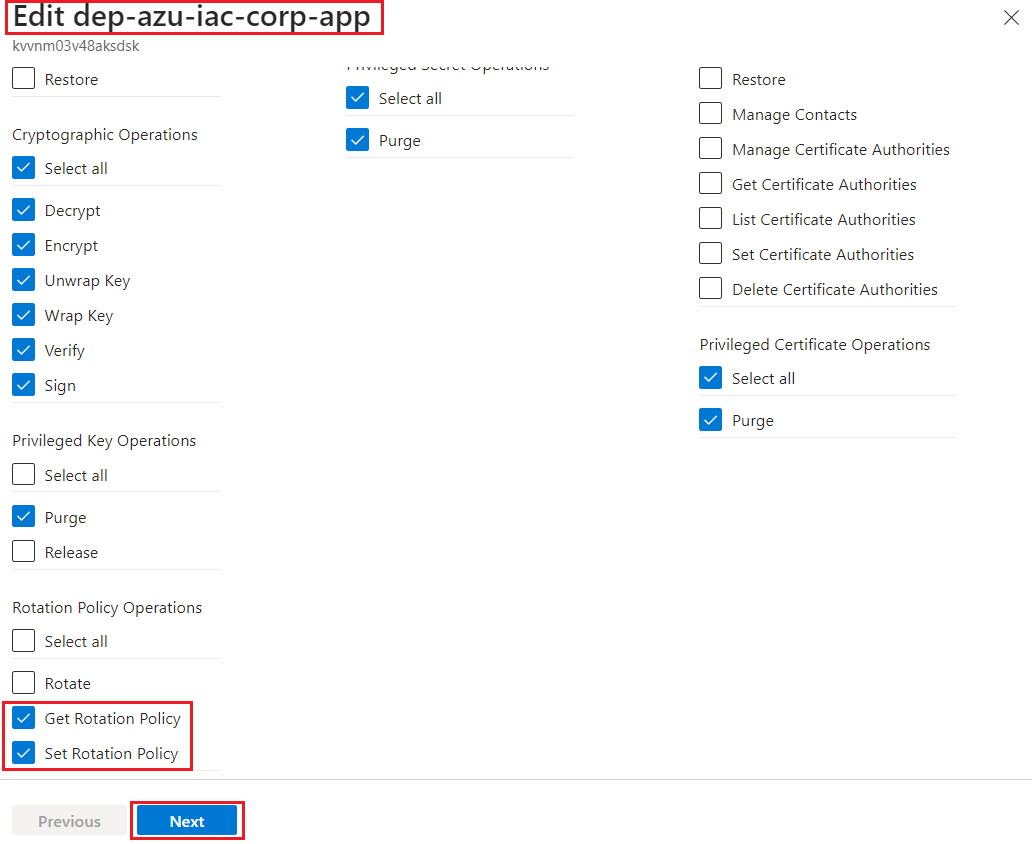 Edit dep-azu-iac-corp-app
kvvnm03v48aksdsk
Restore
Cryptographic Operations
Select all
Decrypt
Encrypt
Unwrap Key
Wrap Key
Verify
Sign
Privileged Key Operations
Select all
Purge
Release
Rotation Policy Operations
Select all
Rotate
Get Rotation Policy
Set Rotation Policy
Privileged Secret Operations
Select all
Purge
Restore
Manage Contacts
Manage Certificate Authorities
Get Certificate Authorities
List Certificate Authorities
Set Certificate Authorities
Delete Certificate Authorities
Privileged Certificate Operations
Select all
Purge
Previous
Next